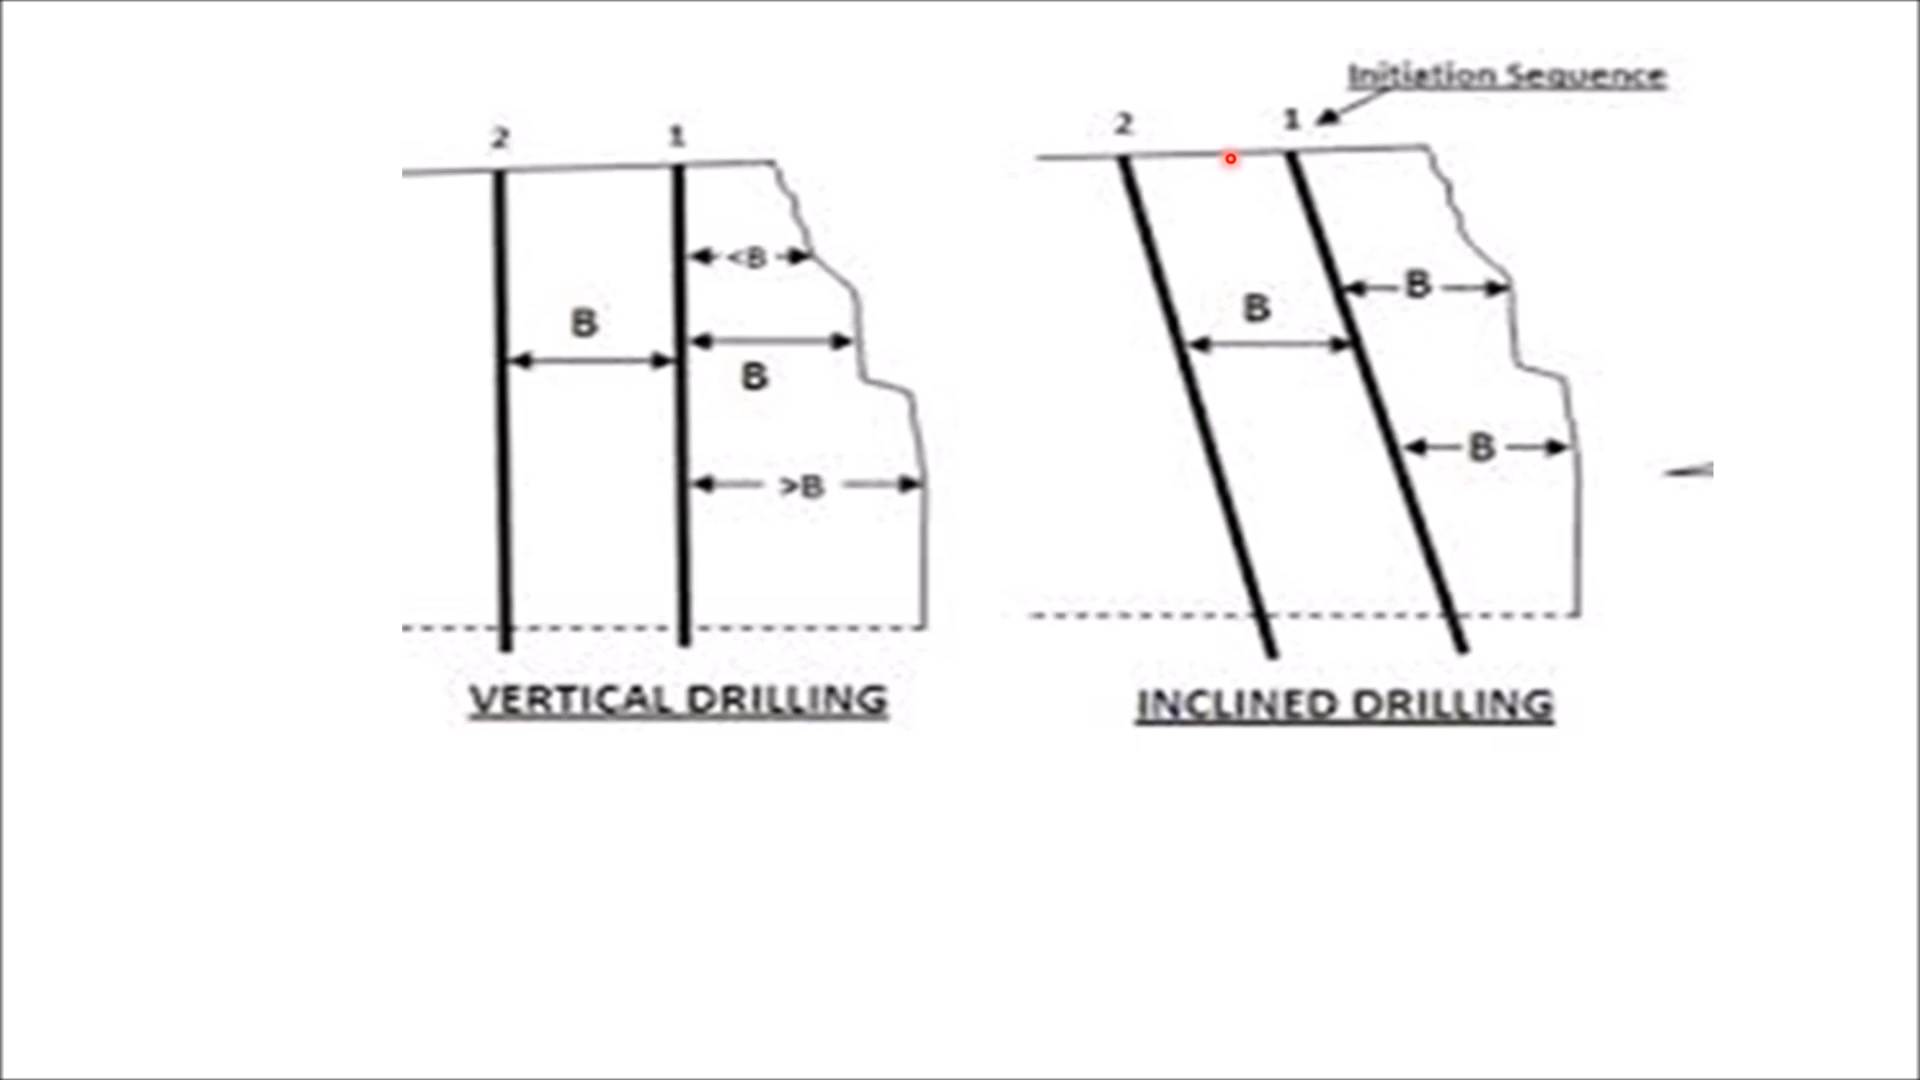 Initiation Sequence
2 1
<B
B
B
>B
VERTICAL DRILLING
2 1
B
B
B
INCLINED DRILLING